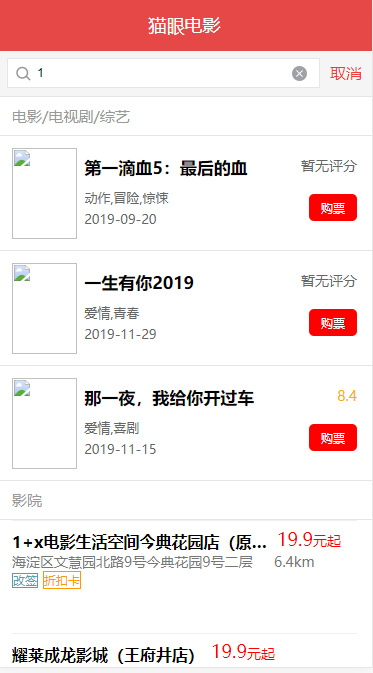 猫眼电影
1
取消
电影/电视剧/综艺
第一滴血5：最后的血
暂无评分
动作,冒险,惊悚
2019-09-20
购票
一生有你2019
暂无评分
爱情,青春
2019-11-29
购票
那一夜，我给你开过车
8.4
爱情,喜剧
2019-11-15
购票
影院
1+x电影生活空间今典花园店（原... 19.9元起
海淀区文慧园北路9号今典花园9号二层 6.4km
改签 折扣卡
耀莱成龙影城（王府井店） 19.9元起